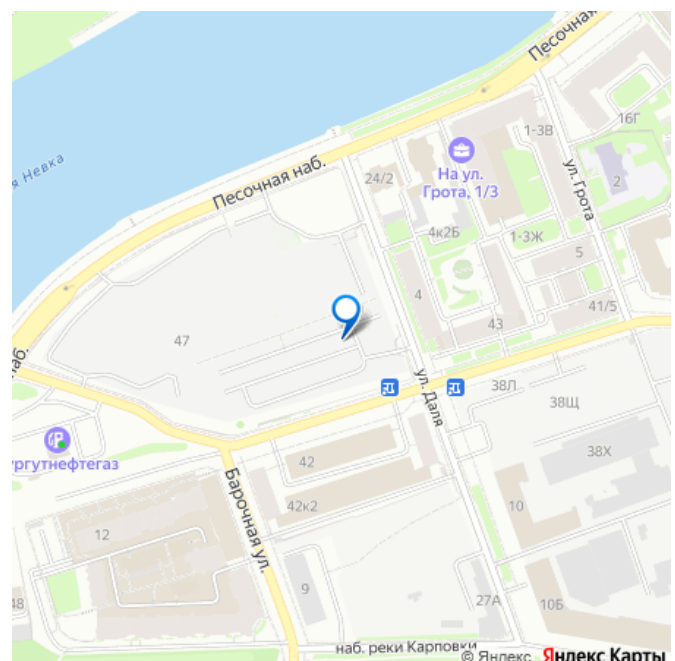 Песочная
16Г
1-3В
На ул.
Грота, 1/3
ул. Грота
я Невка
24/2
2
Песочная наб.
4к2Б
1-3Ж
5
4
41/5
43
47
наб.
38Л
38Щ
ул. Даля
38Х
ургутнефтегаз
42
Барочная ул.
42к2
10
12
9
48
27А
10Б
наб. реки Карповки
© Яндекс Яндекс Карты